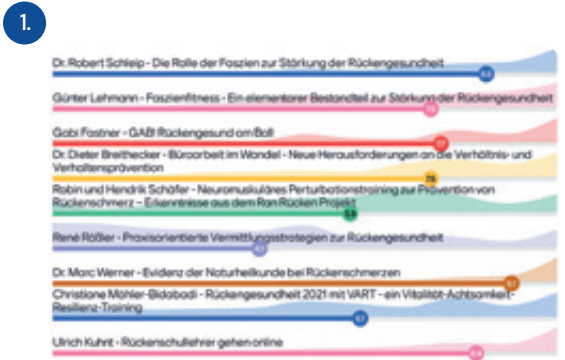 1.
Dr. Robert Schleip - Die Rolle der Faszien zur Stärkung der Rückengesundheit
Günter Lehmann - Faszienfitness - Ein elementarer Bestandteil zur Stärkung der Rückengesundheit
Gabi Fastner - GABI Rückengesund am Ball
7.7
Dr. Dieter Breithecker - Büroarbeit im Wandel - Neue Herausforderungen an die Verhältnis- und
Verhaltensprävention
Robin und Hendrik Schäfer - Neuromuskuläres Perturbationstraining zur Prävention von
Rückenschmerz – Erkenntnisse aus dem Ran Rücken Projekt
René Rößler - Praxisorientierte Vermittlungsstrategien zur Rückengesundheit
Dr. Marc Werner - Evidenz der Naturheilkunde bei Rückenschmerzen
Christiane Möhler-Bidabadi - Rückengesundheit 2021 mit VART - ein Vitalität-Achtsamkeit-
Resilienz-Training
Ulrich Kuhnt - Rückenschullehrer gehen online